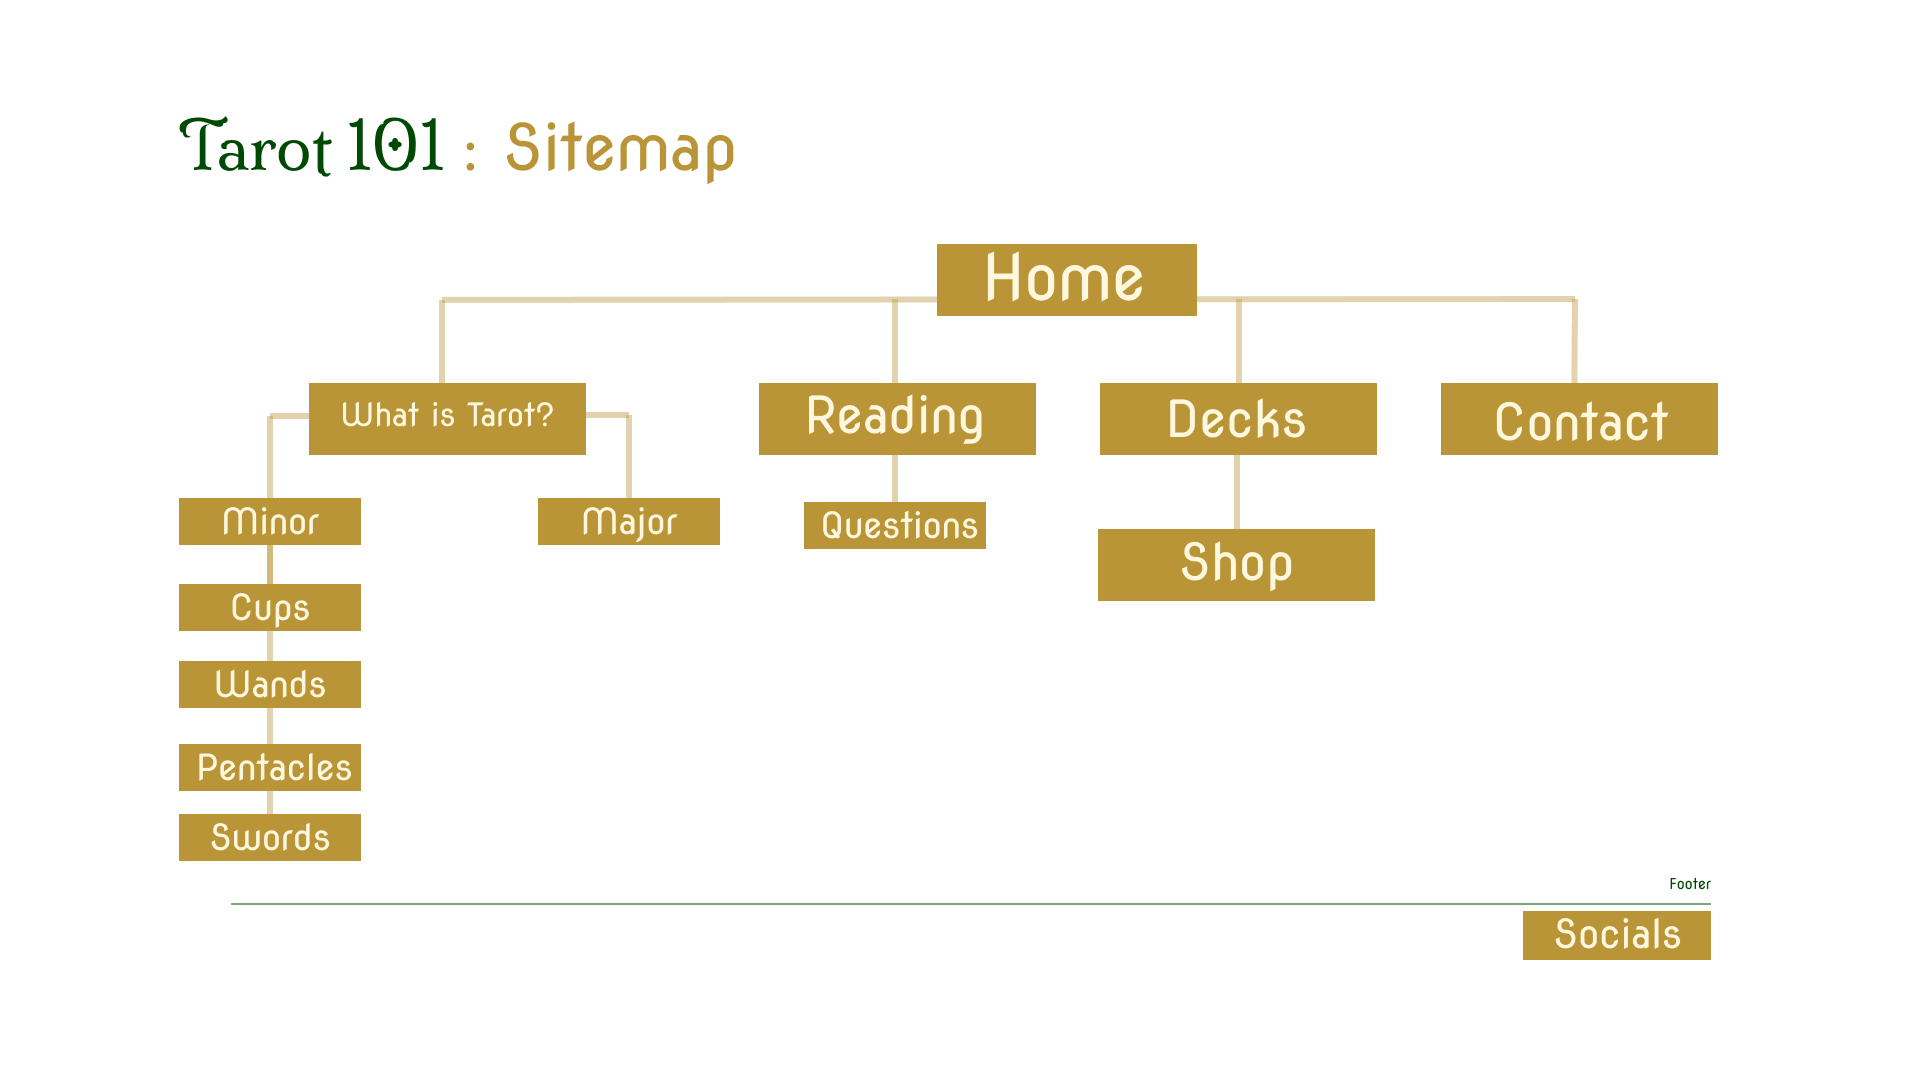 Tarot 101 : Sitemap
Home
What is Tarot?
Reading
Decks
Contact
Minor
Major
Questions
Shop
Cups
Wands
Pentacles
Swords
Footer
Socials